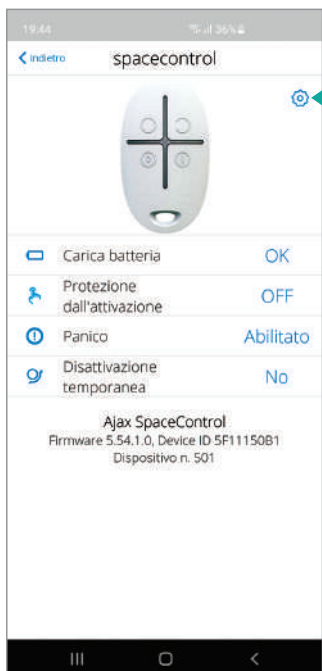 19:44
36%
indietro
spacecontrol
Carica batteria
OK
Protezione
dall'attivazione
OFF
Panico
Abilitato
Disattivazione
temporanea
No
Ajax SpaceControl
Firmware 5.54.1.0, Device ID 5F11150B1
Dispositivo n. 501